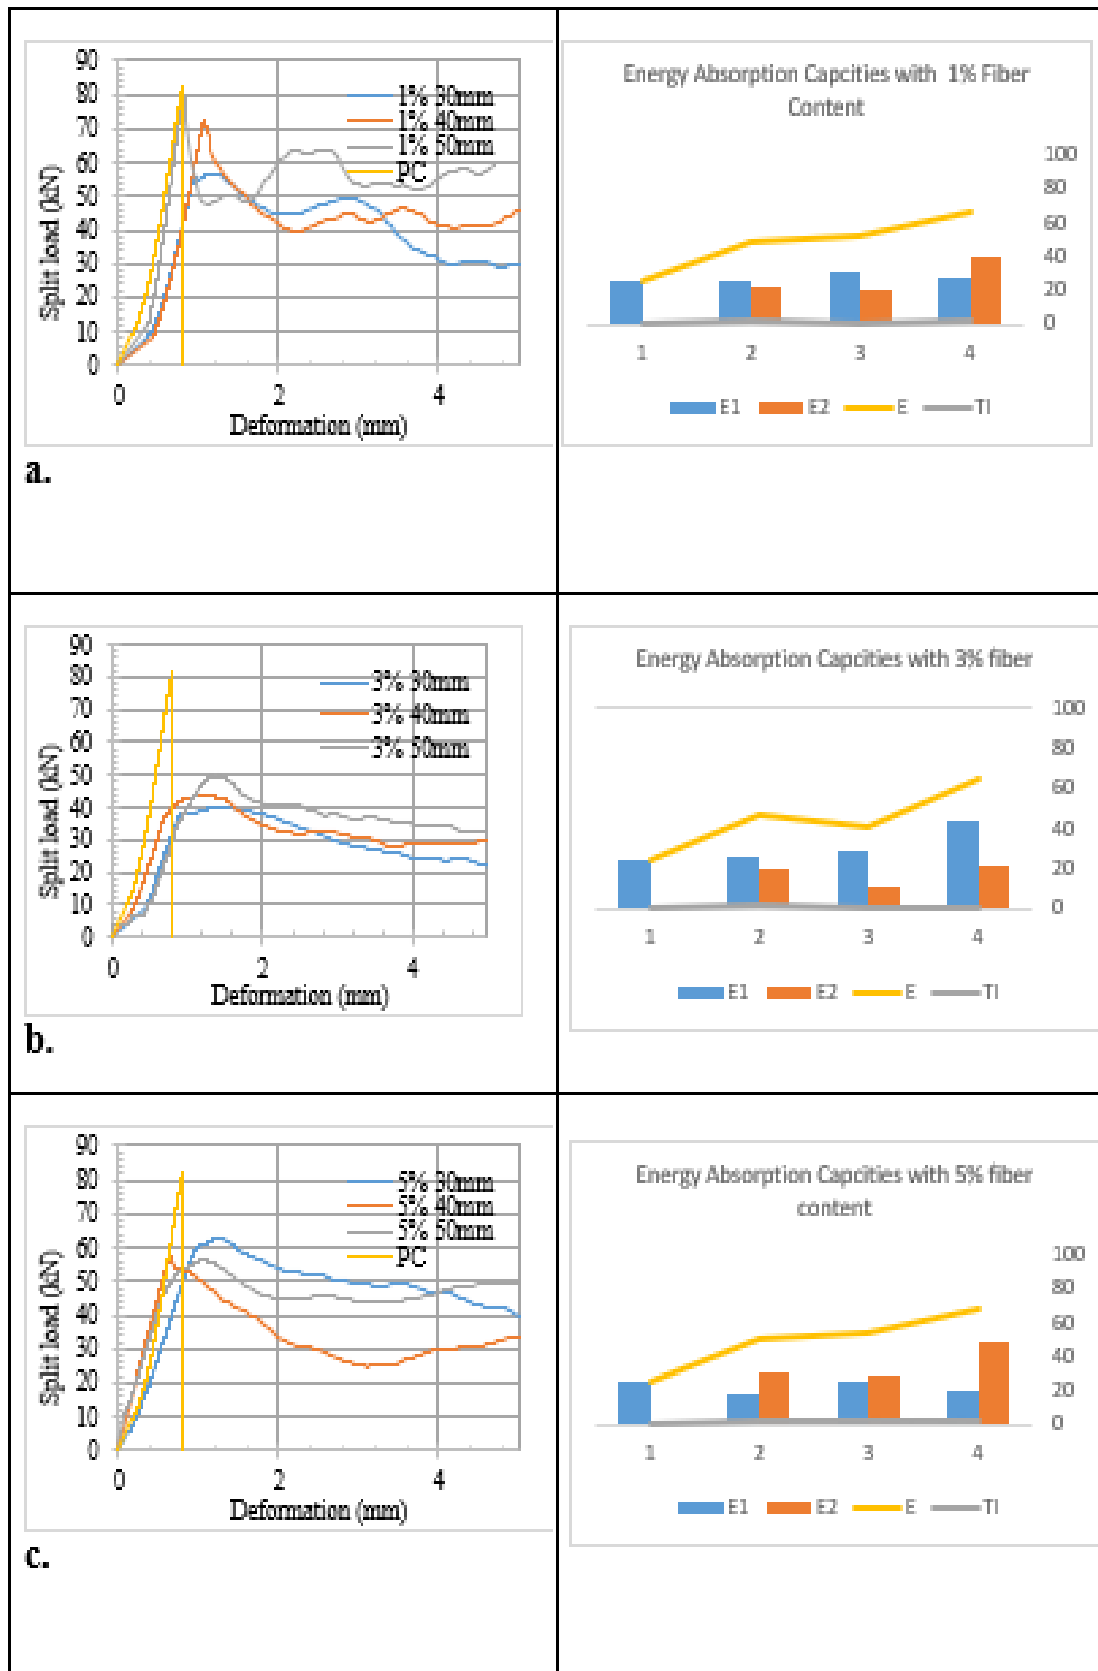 90
80
70
60
50
40
30
20
10
0
Split load (kN)
1% 30mm
1% 40mm
1% 50mm
PC
0 2 4
Deformation (mm)
a.
Energy Absorption Capcities with 1% Fiber
Content
100
80
60
40
20
0
1 2 3 4
E1 E2 E TI
90
80
70
60
50
40
30
20
10
0
Split load (kN)
3% 30mm
3% 40mm
3% 50mm
0 2 4
Deformation (mm)
b.
Energy Absorption Capcities with 3% fiber
100
80
60
40
20
0
1 2 3 4
E1 E2 E TI
90
80
70
60
50
40
30
20
10
0
Split load (kN)
5% 30mm
5% 40mm
5% 50mm
PC
0 2 4
Deformation (mm)
c.
Energy Absorption Capcities with 5% fiber
content
100
80
60
40
20
0
1 2 3 4
E1 E2 E TI